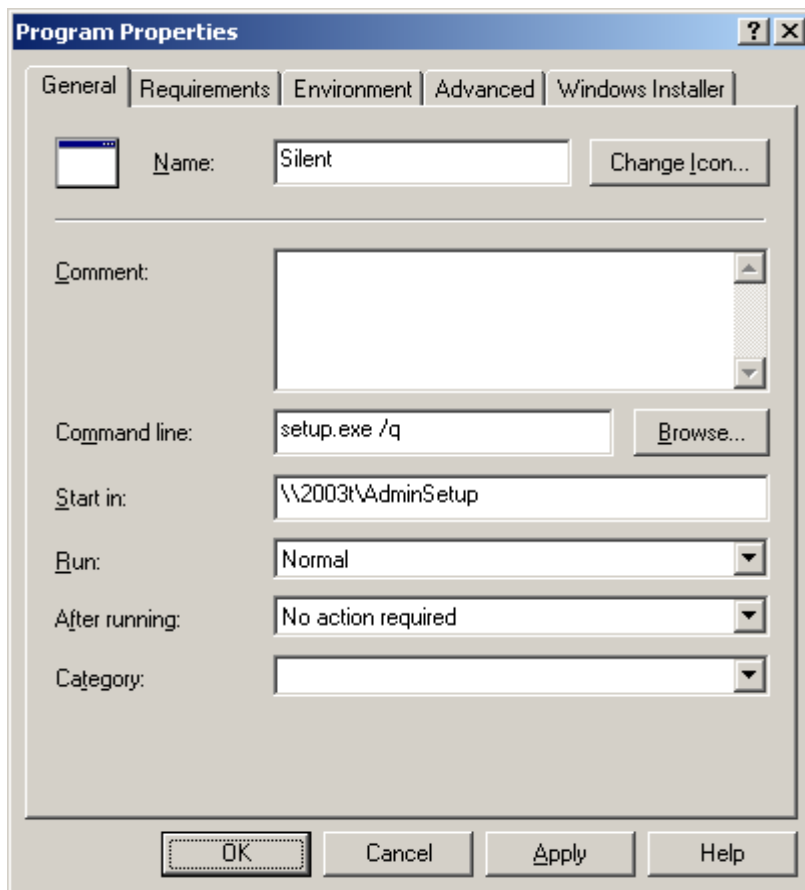 Program Properties
General Requirements Environment Advanced Windows Installer
Name: Silent Change Icon...
Comment:
Command line: setup.exe /q Browse...
Start in: \\2003t\AdminSetup
Run: Normal
After running: No action required
Category:
OK Cancel Apply Help